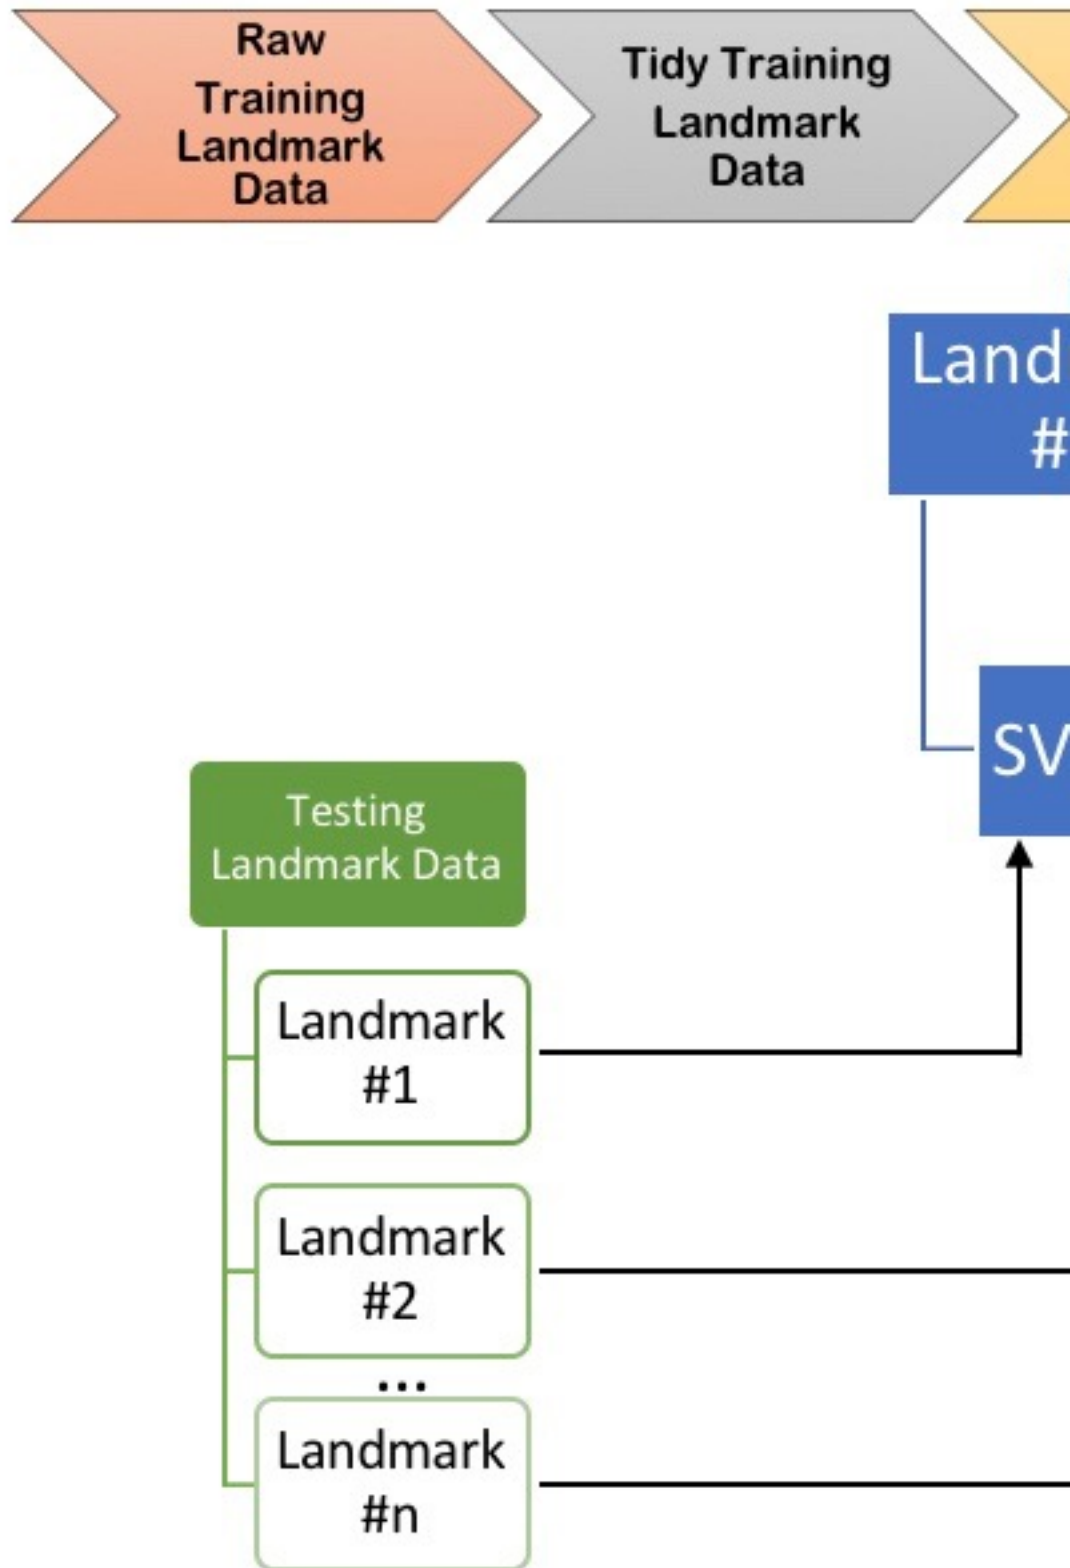 Raw
Training
Landmark
Data
Tidy Training
Landmark
Data
Land
#
SV
Testing
Landmark Data
Landmark
#1
Landmark
#2
...
Landmark
#n